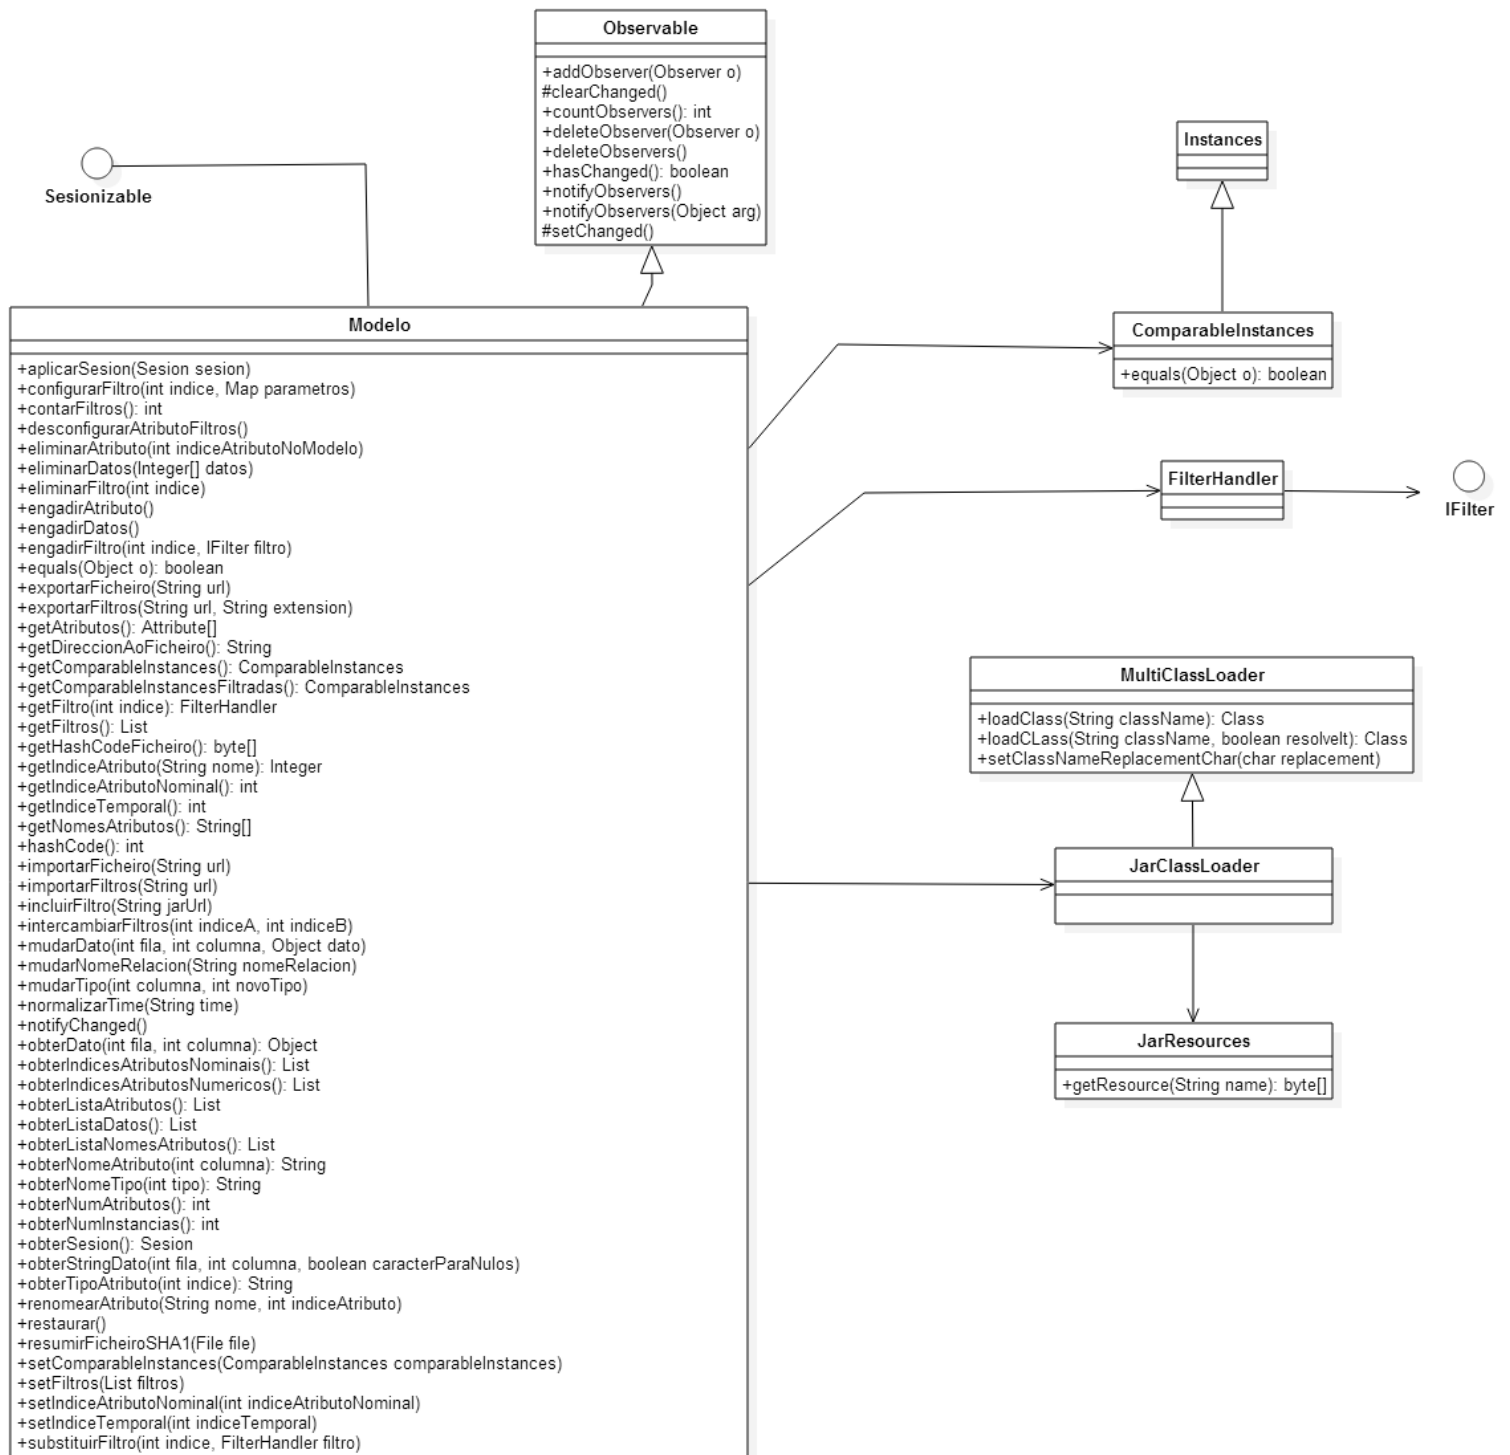 Observable
+addObserver(Observer o)
#clearChanged()
+countObservers(): int
+deleteObserver(Observer o)
+deleteObservers()
+hasChanged(): boolean
+notifyObservers()
+notifyObservers(Object arg)
#setChanged()
Sesionizable
Instances
Modelo
+aplicarSesion(Sesion sesion)
+configurarFiltro(int indice, Map parametros)
+contarFiltros(): int
+desconfigurarAtributoFiltros()
+eliminarAtributo(int indiceAtributoNoModelo)
+eliminarDatos(Integer[] datos)
+eliminarFiltro(int indice)
+engadirAtributo()
+engadirDatos()
+engadirFiltro(int indice, IFilter filtro)
+equals(Object o): boolean
+exportarFicheiro(String url)
+exportarFiltros(String url, String extension)
+getAtributos(): Attribute[]
+getDireccionAoFicheiro(): String
+getComparableInstances(): ComparableInstances
+getComparableInstancesFiltradas(): ComparableInstances
+getFiltro(int indice): FilterHandler
+getFiltros(): List
+getHashCodeFicheiro(): byte[]
+getIndiceAtributo(String nome): Integer
+getIndiceAtributoNominal(): int
+getIndiceTemporal(): int
+getNomesAtributos(): String[]
+hashCode(): int
+importarFicheiro(String url)
+importarFiltros(String url)
+incluirFiltro(String jarUrl)
+intercambiarFiltros(int indiceA, int indiceB)
+mudarDato(int fila, int columna, Object dato)
+mudarNomeRelacion(String nomeRelacion)
+mudarTipo(int columna, int novoTipo)
+normalizarTime(String time)
+notifyChanged()
+obterDato(int fila, int columna): Object
+obterIndicesAtributosNominais(): List
+obterIndicesAtributosNumericos(): List
+obterListaAtributos(): List
+obterListaDatos(): List
+obterListaNomesAtributos(): List
+obterNomeAtributo(int columna): String
+obterNomeTipo(int tipo): String
+obterNumAtributos(): int
+obterNumInstancias(): int
+obterSesion(): Sesion
+obterStringDato(int fila, int columna, boolean caracterParaNulos)
+obterTipoAtributo(int indice): String
+renomearAtributo(String nome, int indiceAtributo)
+restaurar()
+resumirFicheiroSHA1(File file)
+setComparableInstances(ComparableInstances comparableInstances)
+setFiltros(List filtros)
+setIndiceAtributoNominal(int indiceAtributoNominal)
+setIndiceTemporal(int indiceTemporal)
+substituirFiltro(int indice, FilterHandler filtro)
ComparableInstances
+equals(Object o): boolean
FilterHandler
IFilter
MultiClassLoader
+loadClass(String className): Class
+loadCLass(String className, boolean resolveIt): Class
+setClassNameReplacementChar(char replacement)
JarClassLoader
JarResources
+getResource(String name): byte[]